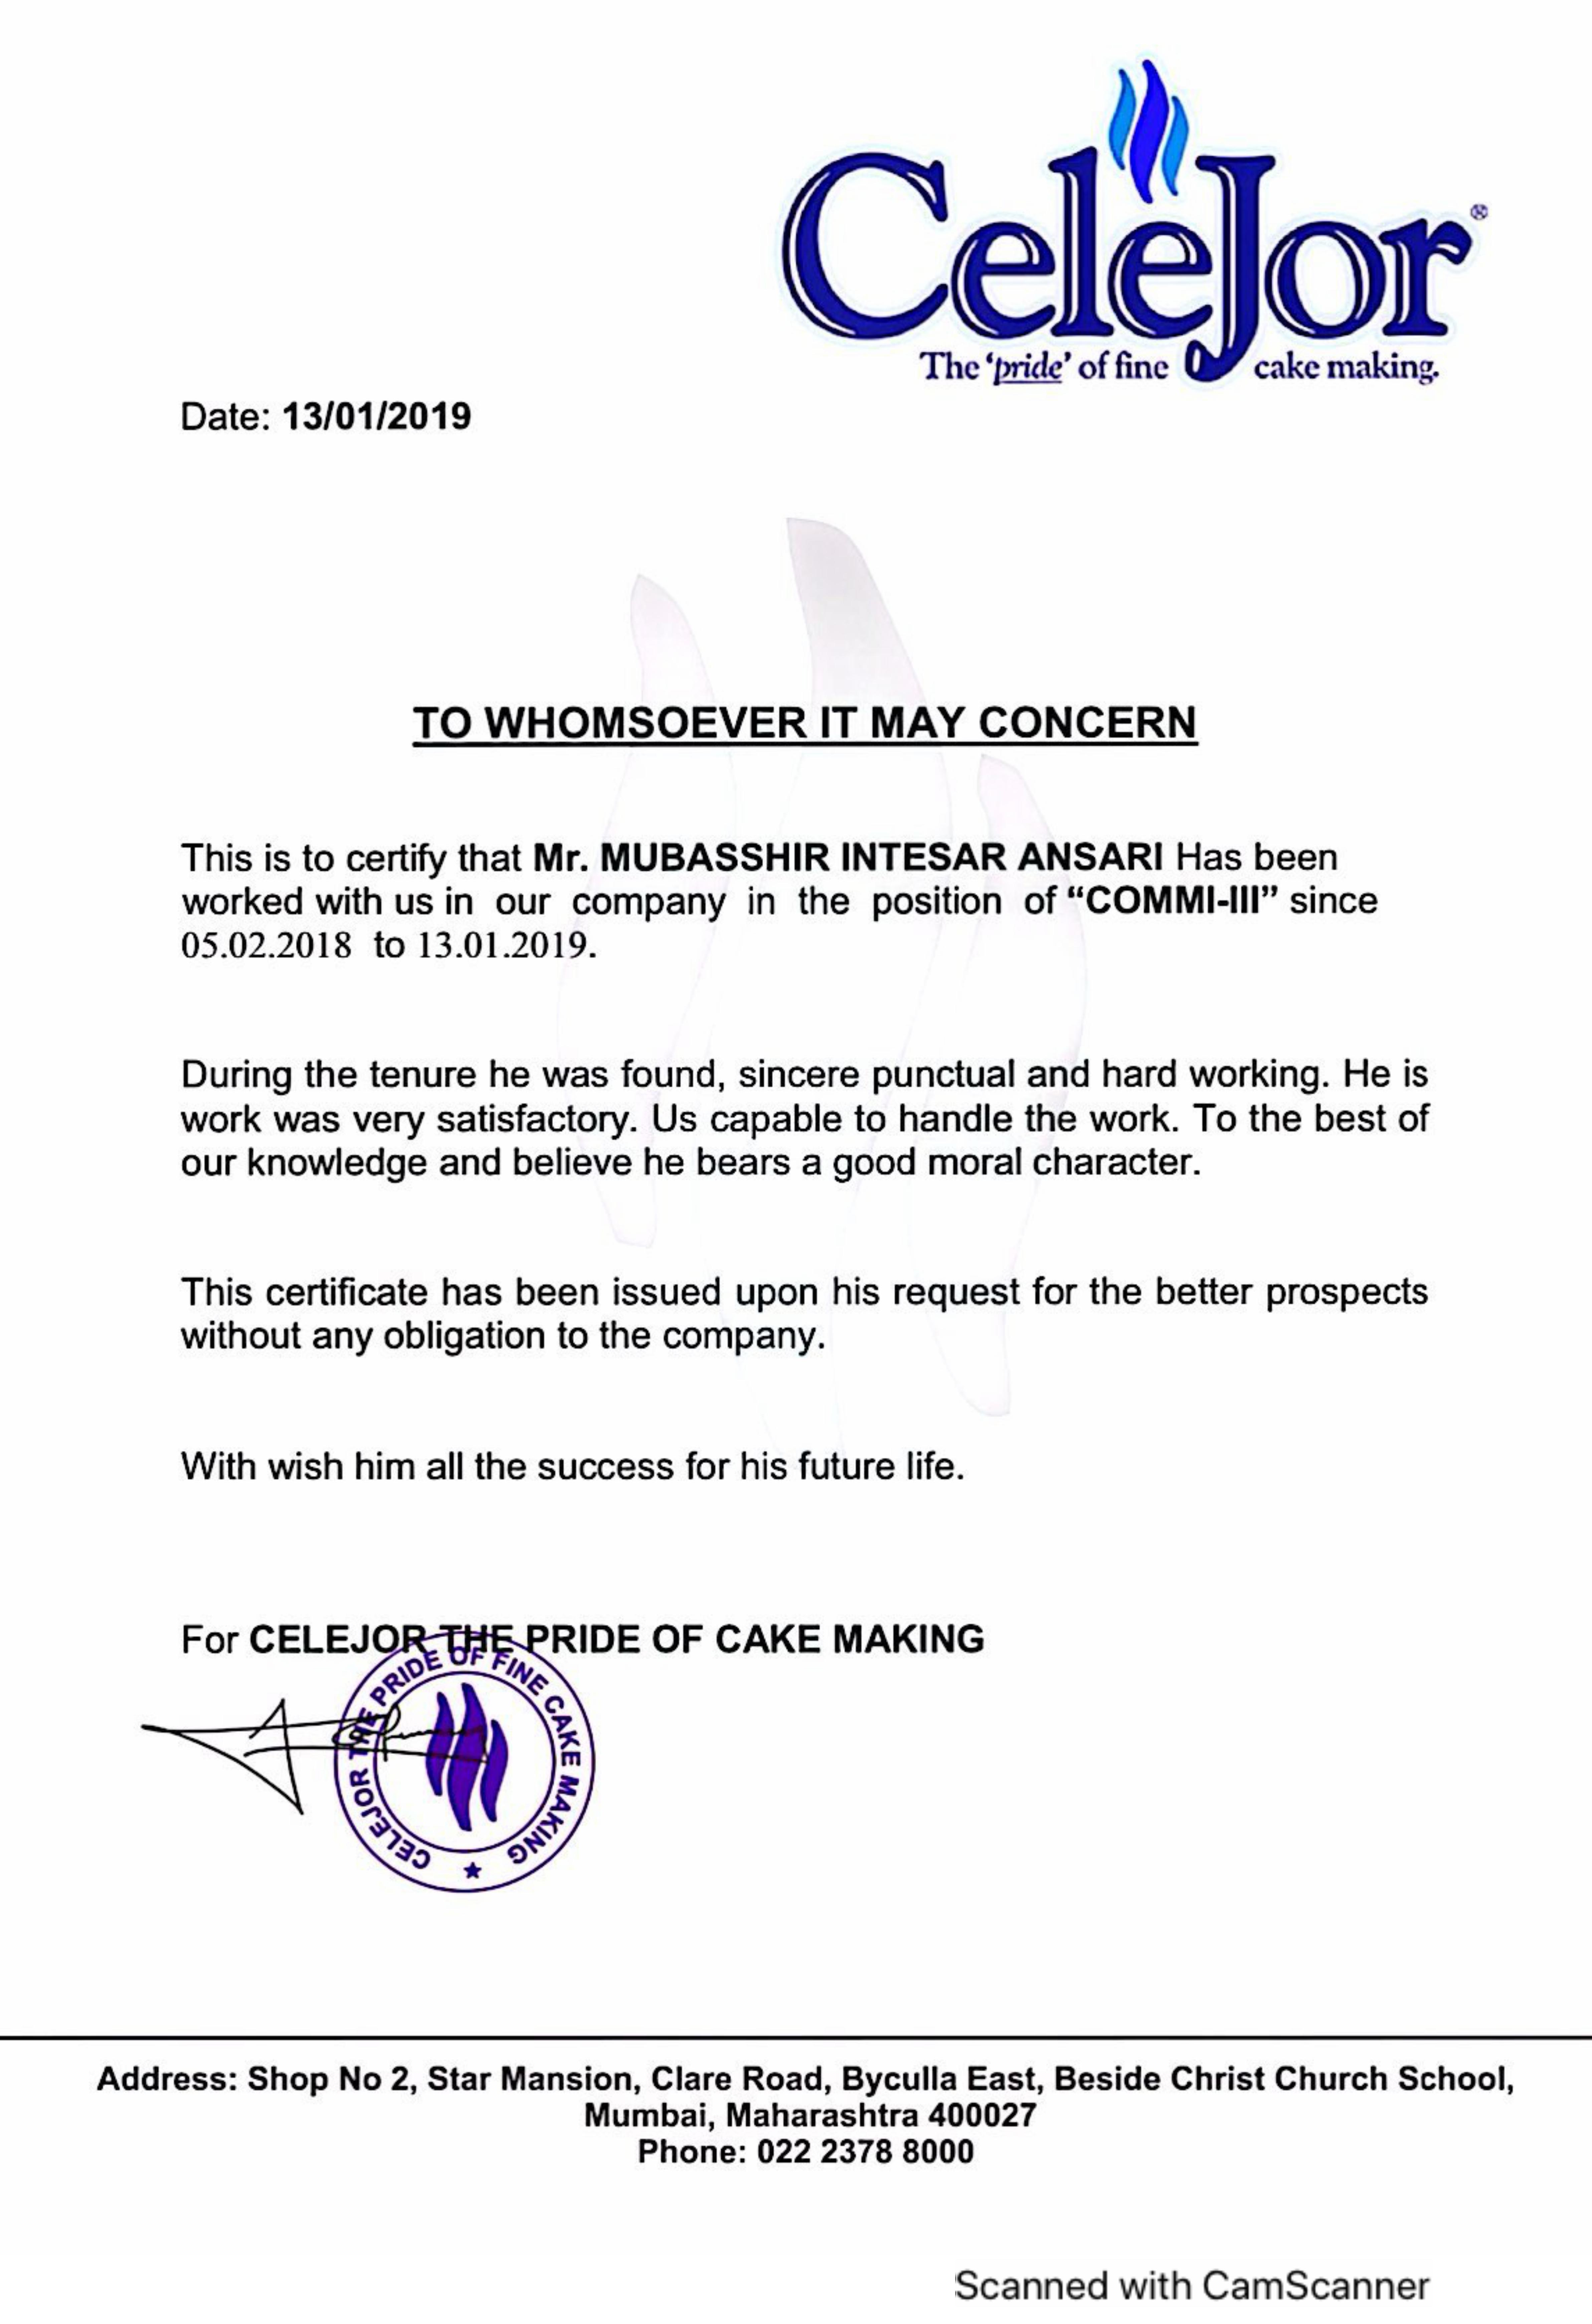 CeleJor®
The 'pride' of fine cake making.
Date: 13/01/2019
TO WHOMSOEVER IT MAY CONCERN
This is to certify that Mr. MUBASSHIR INTESAR ANSARI Has been
worked with us in our company in the position of “COMMI-III” since
05.02.2018 to 13.01.2019.
During the tenure he was found, sincere punctual and hard working. He is
work was very satisfactory. Us capable to handle the work. To the best of
our knowledge and believe he bears a good moral character.
This certificate has been issued upon his request for the better prospects
without any obligation to the company.
With wish him all the success for his future life.
For CELEJOR THE PRIDE OF CAKE MAKING
CELEJOR THE PRIDE OF FINE CAKE MAKING ★
Address: Shop No 2, Star Mansion, Clare Road, Byculla East, Beside Christ Church School,
Mumbai, Maharashtra 400027
Phone: 022 2378 8000
Scanned with CamScanner